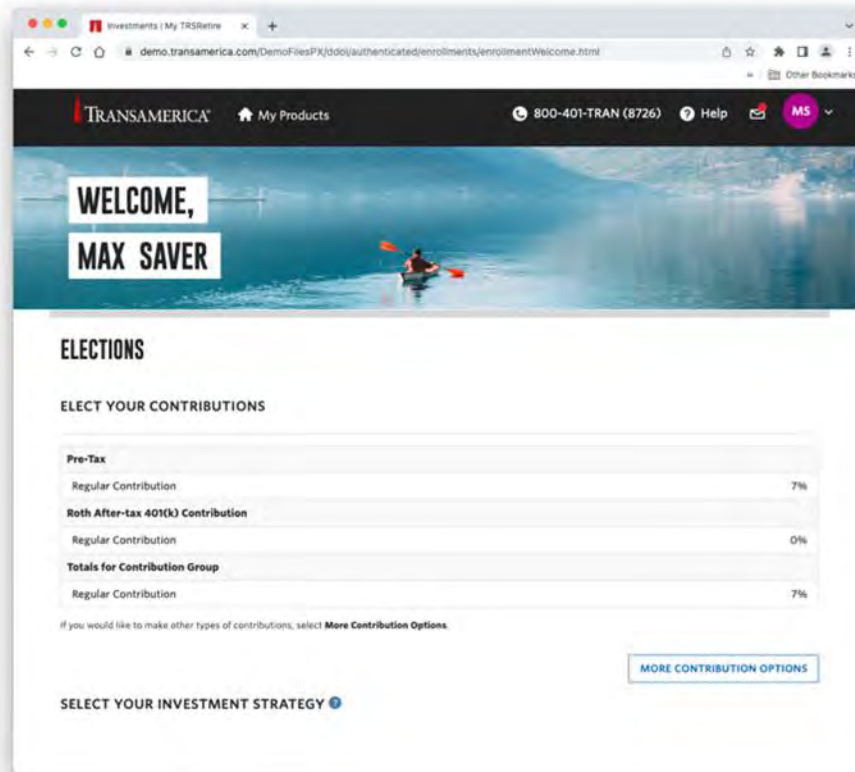 Investments | My TRSRetire
demo.transamerica.com/DemoFilesPX/ddol/authenticated/enrollments/enrollmentWelcome.html
» Other Bookmarks
TRANSAMERICA® My Products 800-401-TRAN (8726) Help MS
WELCOME,
MAX SAVER
ELECTIONS
ELECT YOUR CONTRIBUTIONS
Pre-Tax
Regular Contribution 7%
Roth After-tax 401(k) Contribution
Regular Contribution 0%
Totals for Contribution Group
Regular Contribution 7%
If you would like to make other types of contributions, select More Contribution Options.
MORE CONTRIBUTION OPTIONS
SELECT YOUR INVESTMENT STRATEGY ?